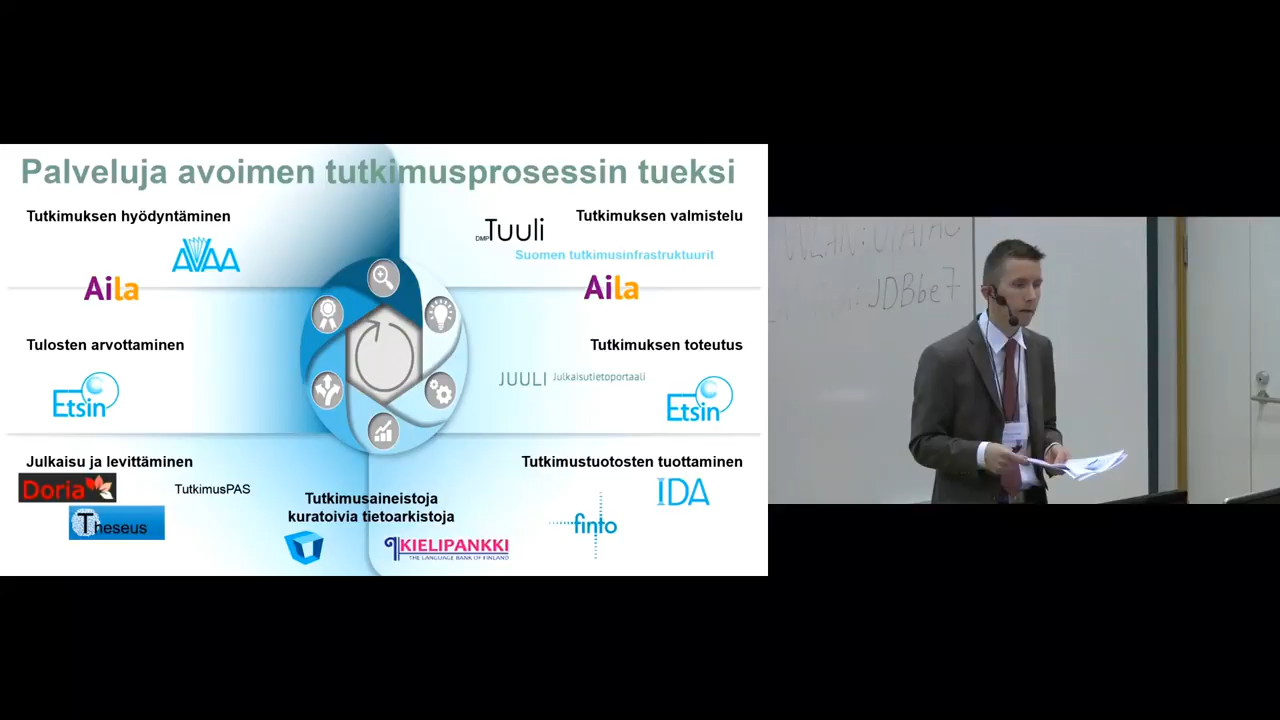 Palveluja avoimen tutkimusprosessin tueksi
Tutkimuksen hyödyntäminen
AVAA
Aila
Tulosten arvottaminen
Etsin
Julkaisu ja levittäminen
Doria
TutkimusPAS
Theseus
Tutkimusaineistoja
kuratoivia tietoarkistoja
KIELIPANKKI
THE LANGUAGE BANK OF FINLAND
Tutkimuksen valmistelu
DMP Tuuli
Suomen tutkimusinfrastruktuurit
Aila
Tutkimuksen toteutus
JUULI Julkaisutietoportaali
Etsin
Tutkimustuotosten tuottaminen
IDA
finto
JDBbe7